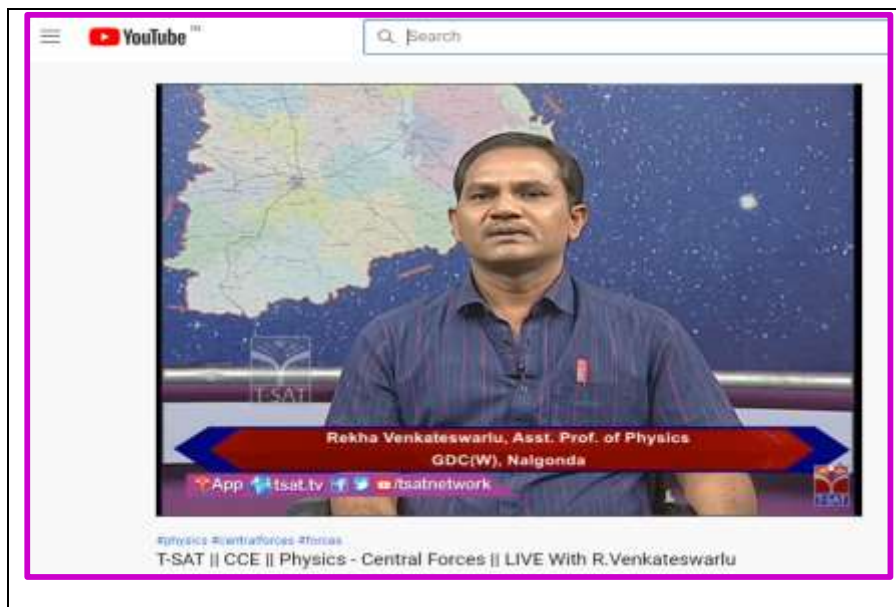 YouTube IN
Search
T-SAT
Rekha Venkateswarlu, Asst. Prof. of Physics
GDC(W), Nalgonda
App tsat.tv /tsatnetwork
T-SAT
#physics #centralforces #forces
T-SAT || CCE || Physics - Central Forces || LIVE With R.Venkateswarlu